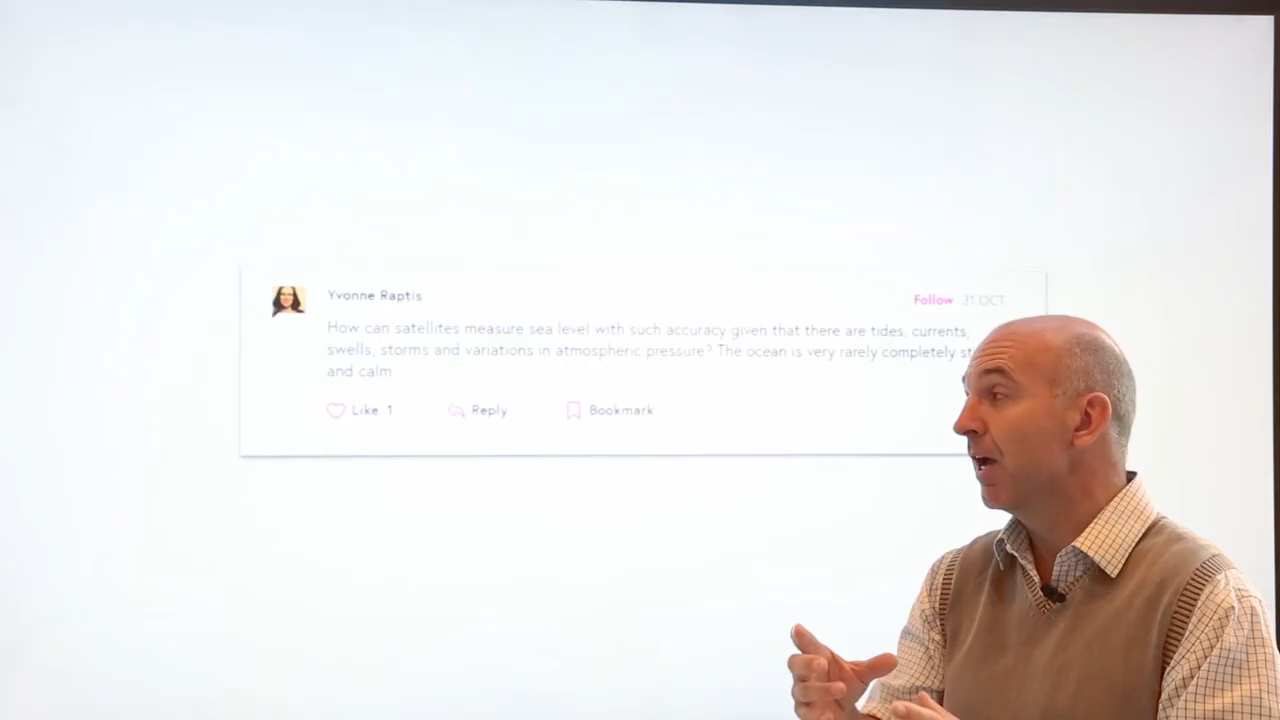 Yvonne Raptis
Follow 31 OCT
How can satellites measure sea level with such accuracy given that there are tides, currents,
swells, storms and variations in atmospheric pressure? The ocean is very rarely completely
and calm
Like 1 Reply Bookmark